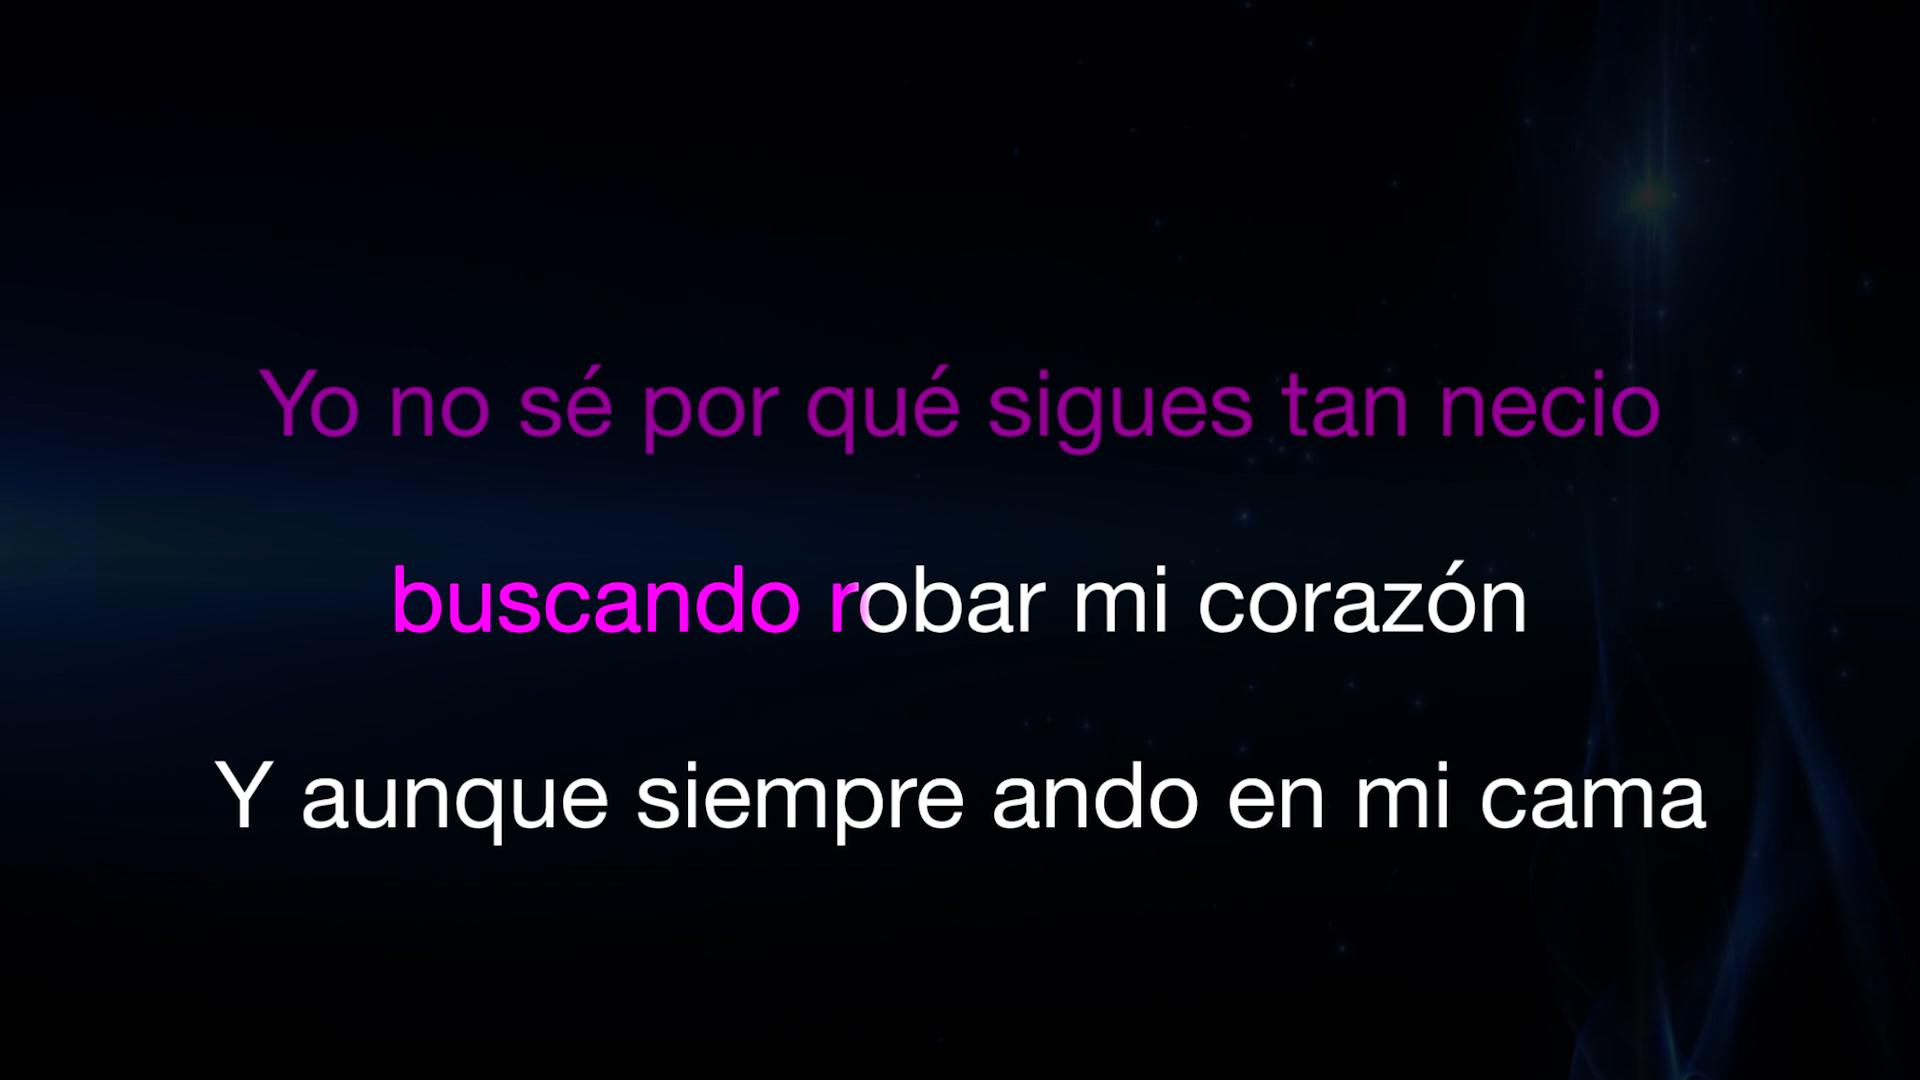 Yo no sé por qué sigues tan necio
buscando robar mi corazón
Y aunque siempre ando en mi cama